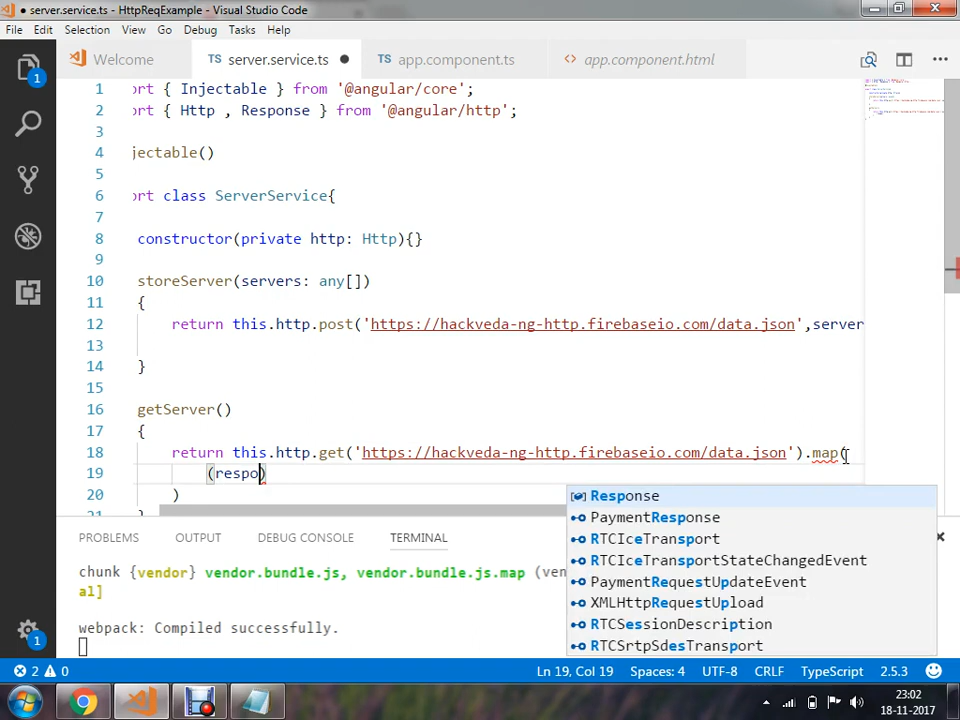 server.service.ts - HttpReqExample - Visual Studio Code
File Edit Selection View Go Debug Tasks Help
Welcome TS server.service.ts TS app.component.ts <> app.component.html
1 ort { Injectable } from '@angular/core';
2 ort { Http , Response } from '@angular/http';
3
4 jectable()
5
6 ort class ServerService{
7
8 constructor(private http: Http){}
9
10 storeServer(servers: any[])
11 {
12 return this.http.post('https://hackveda-ng-http.firebaseio.com/data.json',server
13
14 }
15
16 getServer()
17 {
18 return this.http.get('https://hackveda-ng-http.firebaseio.com/data.json').map(
19 (respo)
20 )
21 }
Response
PaymentResponse
RTCIceTransport
RTCIceTransportStateChangedEvent
PaymentRequestUpdateEvent
XMLHttpRequestUpload
RTCSessionDescription
RTCSrtpSdesTransport
1
1
PROBLEMS OUTPUT DEBUG CONSOLE TERMINAL
chunk {vendor} vendor.bundle.js, vendor.bundle.js.map (ven
al]
webpack: Compiled successfully.
2 0 Ln 19, Col 19 Spaces: 4 UTF-8 CRLF TypeScript 2.5.3
23:02
18-11-2017